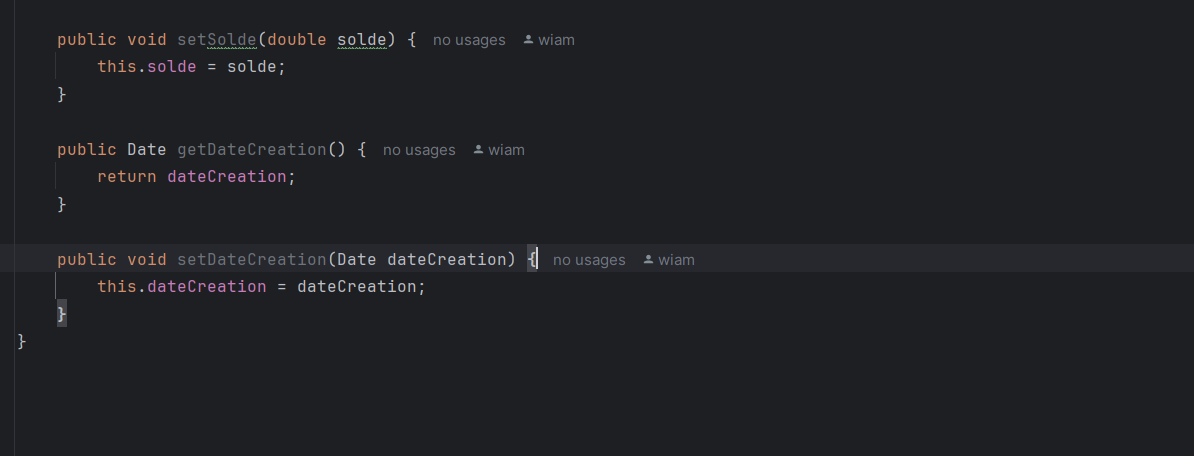 public void setSolde(double solde) { no usages wiam
this.solde = solde;
}
public Date getDateCreation() { no usages wiam
return dateCreation;
}
public void setDateCreation(Date dateCreation) { no usages wiam
this.dateCreation = dateCreation;
}
}